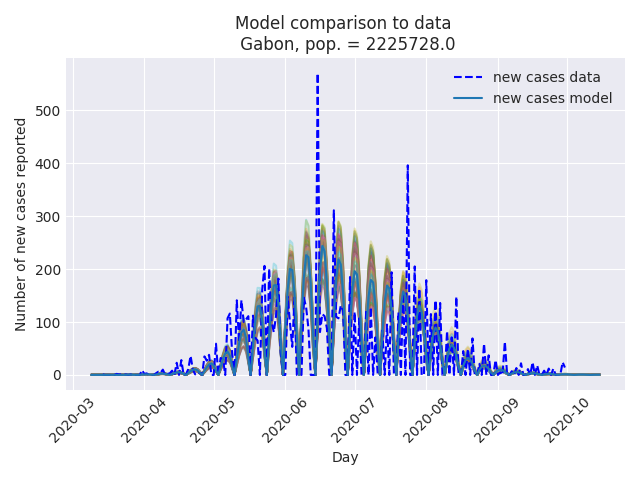 Model comparison to data
Gabon, pop. = 2225728.0
new cases data
new cases model
Number of new cases reported
500
400
300
200
100
0
2020-03
2020-04
2020-05
2020-06
2020-07
2020-08
2020-09
2020-10
Day